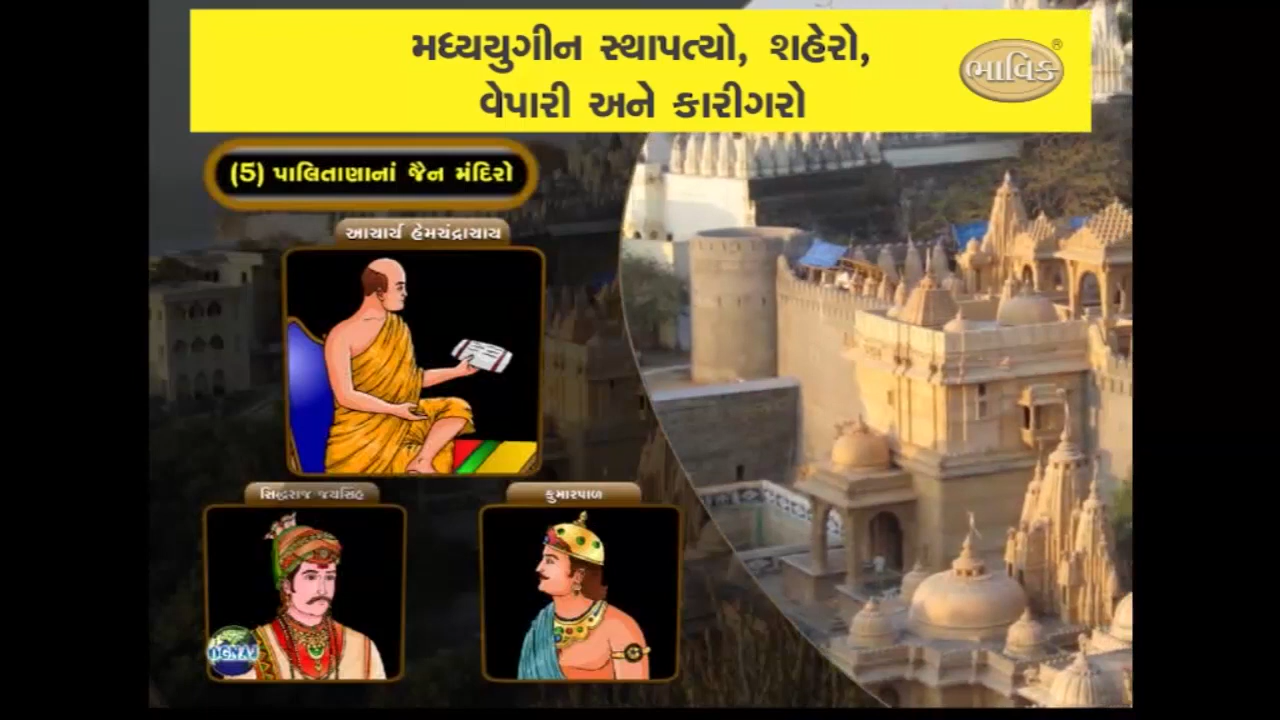 મધ્યયુગીન સ્થાપત્યો, શહેરો,
વેપારી અને કારીગરો
ભાવિક
®
(5) પાલિતાણાનાં જૈન મંદિરો
આચાર્ય હેમચંદ્રાચાય
સિદ્ધરાજ જયસિંહ
કુમારપાળ